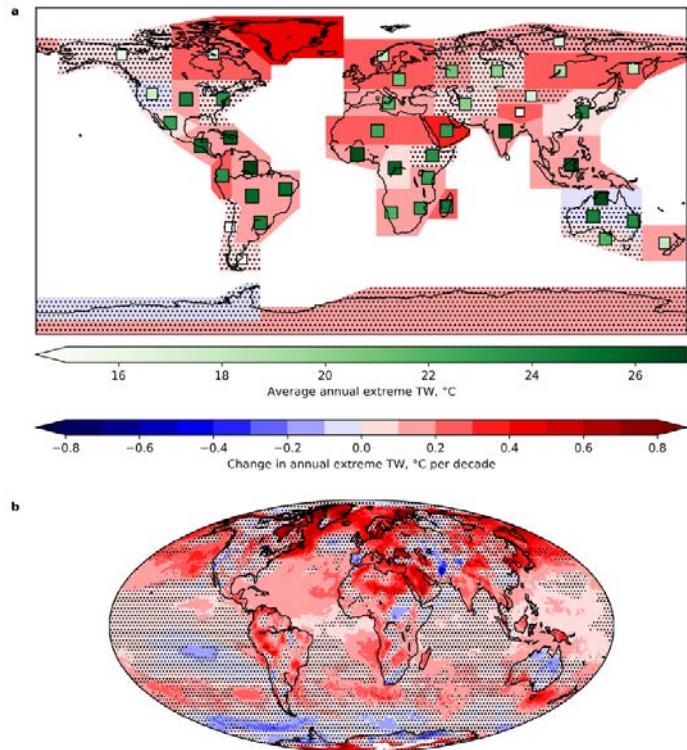 a
16 18 20 22 24 26
Average annual extreme TW, °C
−0.8 −0.6 −0.4 −0.2 0.0 0.2 0.4 0.6 0.8
Change in annual extreme TW, °C per decade
b